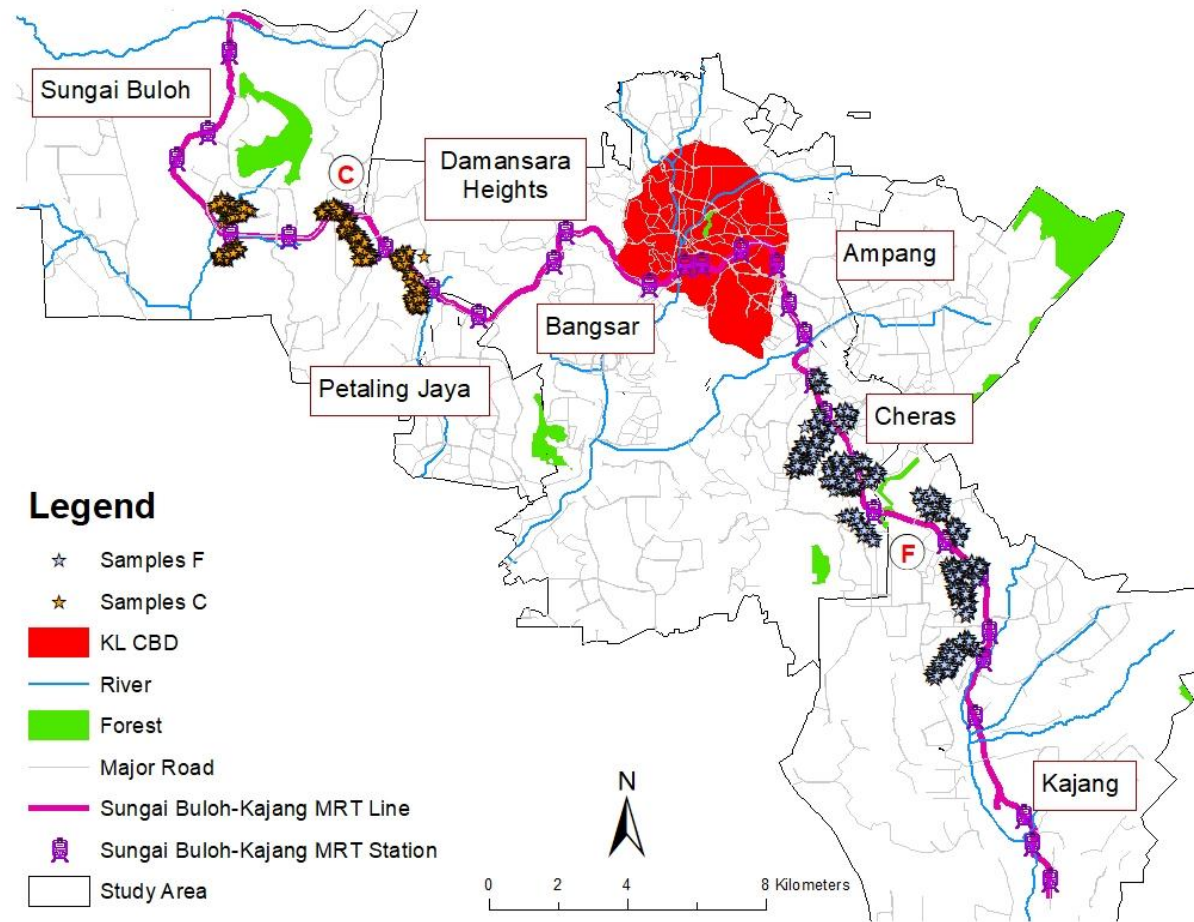 Sungai Buloh
C
Damansara
Heights
Ampang
Bangsar
Petaling Jaya
Cheras
F
Kajang
Legend
Samples F
Samples C
KL CBD
River
Forest
Major Road
Sungai Buloh-Kajang MRT Line
Sungai Buloh-Kajang MRT Station
Study Area
N
0 2 4 8 Kilometers